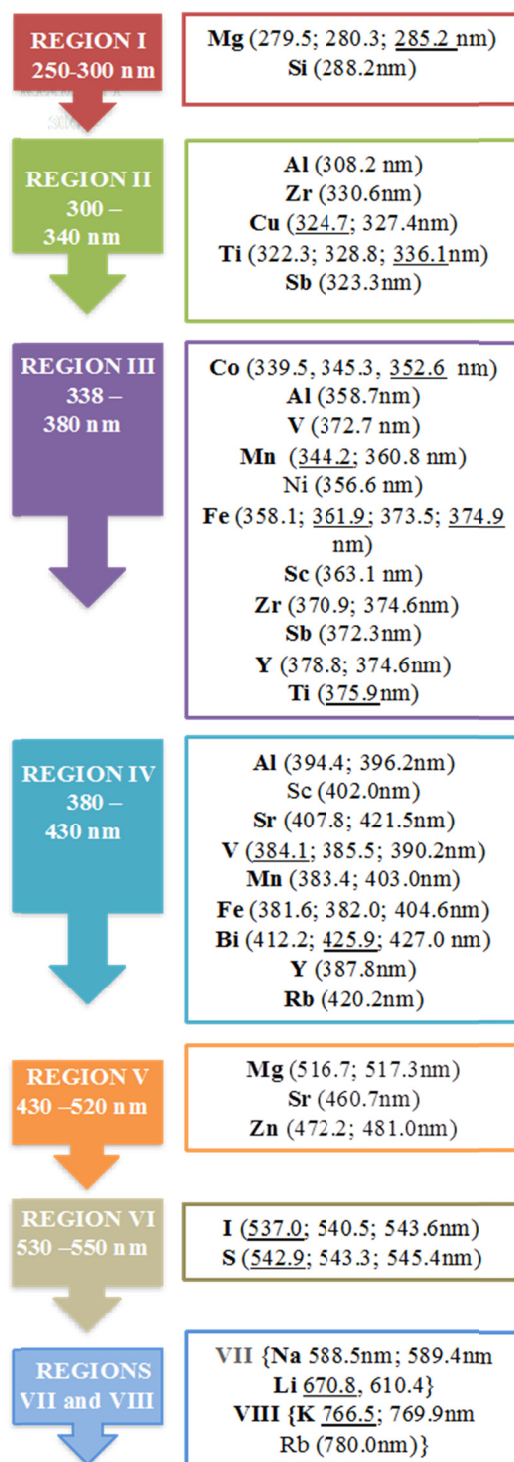 REGION I
250-300 nm
Mg (279.5; 280.3; 285.2 nm)
Si (288.2nm)
REGION II
300 –
340 nm
Al (308.2 nm)
Zr (330.6nm)
Cu (324.7; 327.4nm)
Ti (322.3; 328.8; 336.1nm)
Sb (323.3nm)
REGION III
338 –
380 nm
Co (339.5, 345.3, 352.6 nm)
Al (358.7nm)
V (372.7 nm)
Mn (344.2; 360.8 nm)
Ni (356.6 nm)
Fe (358.1; 361.9; 373.5; 374.9
nm)
Sc (363.1 nm)
Zr (370.9; 374.6nm)
Sb (372.3nm)
Y (378.8; 374.6nm)
Ti (375.9nm)
REGION IV
380 –
430 nm
Al (394.4; 396.2nm)
Sc (402.0nm)
Sr (407.8; 421.5nm)
V (384.1; 385.5; 390.2nm)
Mn (383.4; 403.0nm)
Fe (381.6; 382.0; 404.6nm)
Bi (412.2; 425.9; 427.0 nm)
Y (387.8nm)
Rb (420.2nm)
REGION V
430 –520 nm
Mg (516.7; 517.3nm)
Sr (460.7nm)
Zn (472.2; 481.0nm)
REGION VI
530 –550 nm
I (537.0; 540.5; 543.6nm)
S (542.9; 543.3; 545.4nm)
REGIONS
VII and VIII
VII {Na 588.5nm; 589.4nm
Li 670.8, 610.4}
VIII {K 766.5; 769.9nm
Rb (780.0nm)}